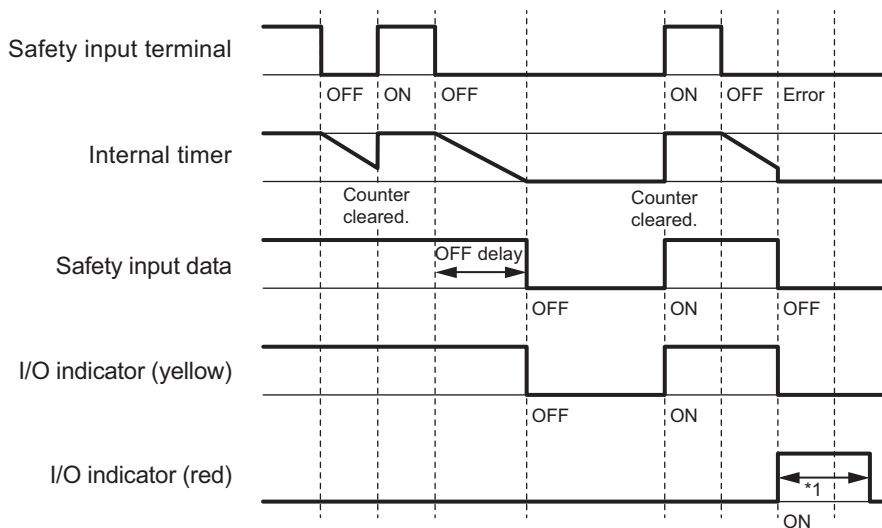 Safety input terminal
OFF ON OFF ON OFF Error
Internal timer
Counter cleared.
Counter cleared.
Safety input data
OFF delay
OFF ON OFF
I/O indicator (yellow)
OFF ON
I/O indicator (red)
*1
ON